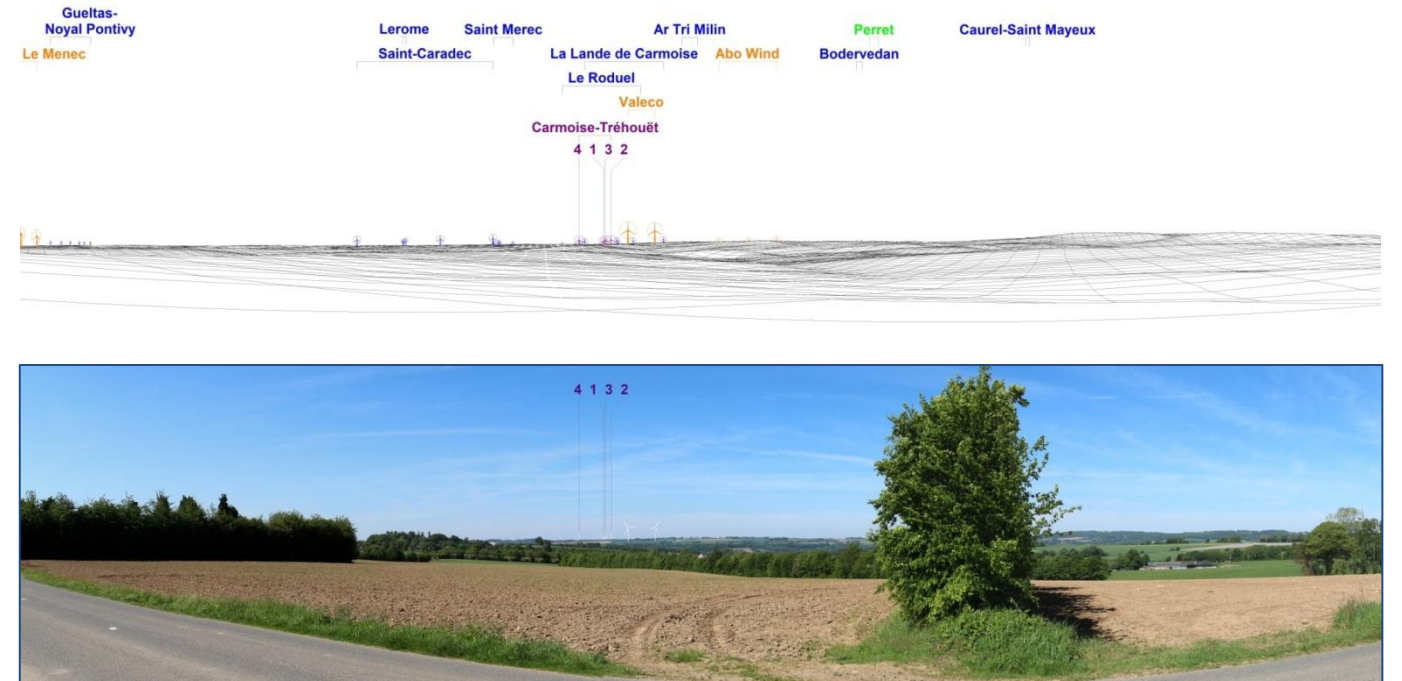 Gueltas-
Noyal Pontivy
Lerome
Saint Merec
Ar Tri Milin
Perret
Caurel-Saint Mayeux
Le Menec
Saint-Caradec
La Lande de Carmoise
Abo Wind
Bodervedan
Le Roduel
Valeco
Carmoise-Tréhouët
4 1 3 2
4 1 3 2